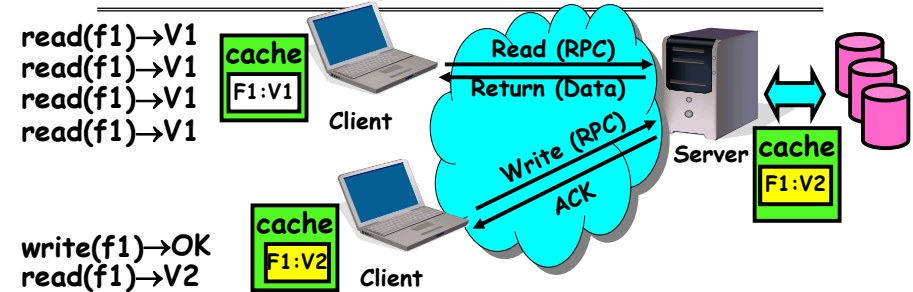 read(f1)→V1
read(f1)→V1
read(f1)→V1
read(f1)→V1
cache
F1:V1
Client
Read (RPC)
Return (Data)
Write (RPC)
ACK
Server
cache
F1:V2
write(f1)→OK
read(f1)→V2
cache
F1:V2
Client